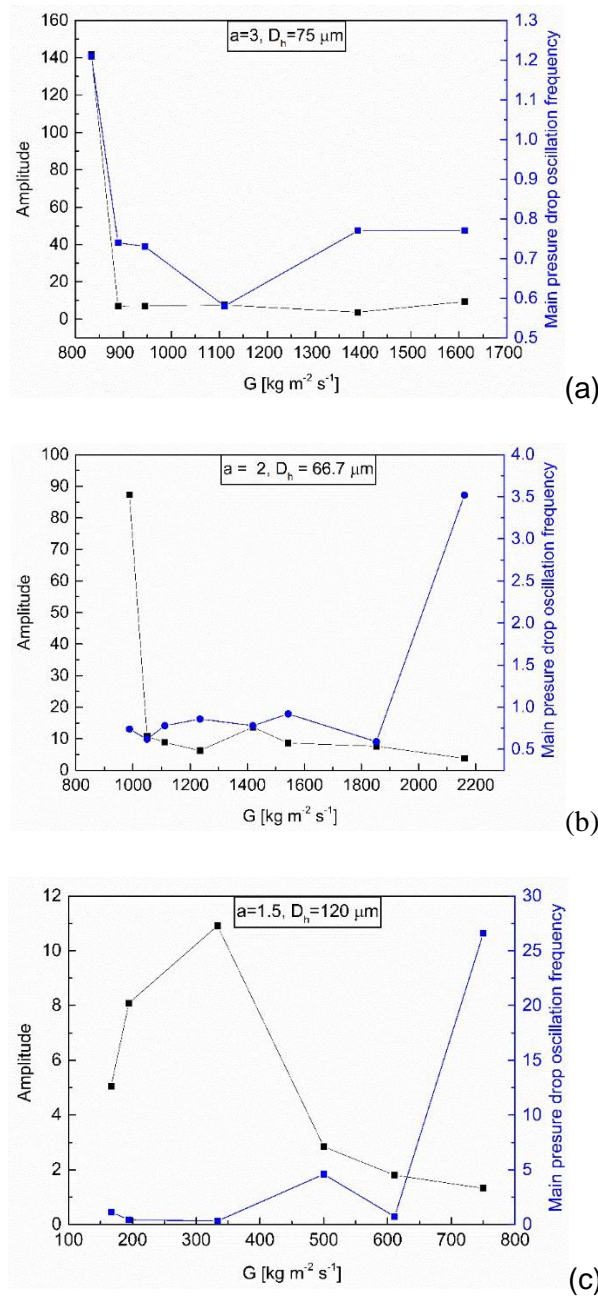 a=3, Dh=75 μm
160
140
120
100
80
60
40
20
0
Amplitude
1.3
1.2
1.1
1.0
0.9
0.8
0.7
0.6
0.5
Main presure drop oscillation frequency
800 900 1000 1100 1200 1300 1400 1500 1600 1700
G [kg m-2 s-1]
(a)
a = 2, Dh = 66.7 μm
100
90
80
70
60
50
40
30
20
10
0
Amplitude
4.0
3.5
3.0
2.5
2.0
1.5
1.0
0.5
Main presure drop oscillation frequency
800 1000 1200 1400 1600 1800 2000 2200
G [kg m-2 s-1]
(b)
a=1.5, Dh=120 μm
12
10
8
6
4
2
0
Amplitude
30
25
20
15
10
5
0
Main presure drop oscillation frequency
100 200 300 400 500 600 700 800
G [kg m-2 s-1]
(c)